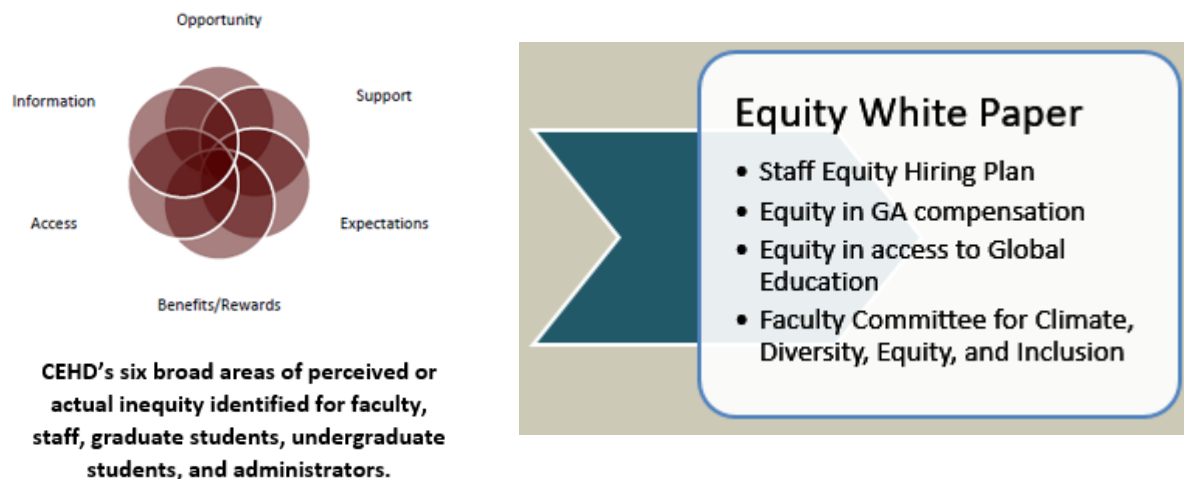 Opportunity
Information
Support
Access
Expectations
Benefits/Rewards
CEHD's six broad areas of perceived or
actual inequity identified for faculty,
staff, graduate students, undergraduate
students, and administrators.
Equity White Paper
• Staff Equity Hiring Plan
• Equity in GA compensation
• Equity in access to Global
Education
• Faculty Committee for Climate,
Diversity, Equity, and Inclusion